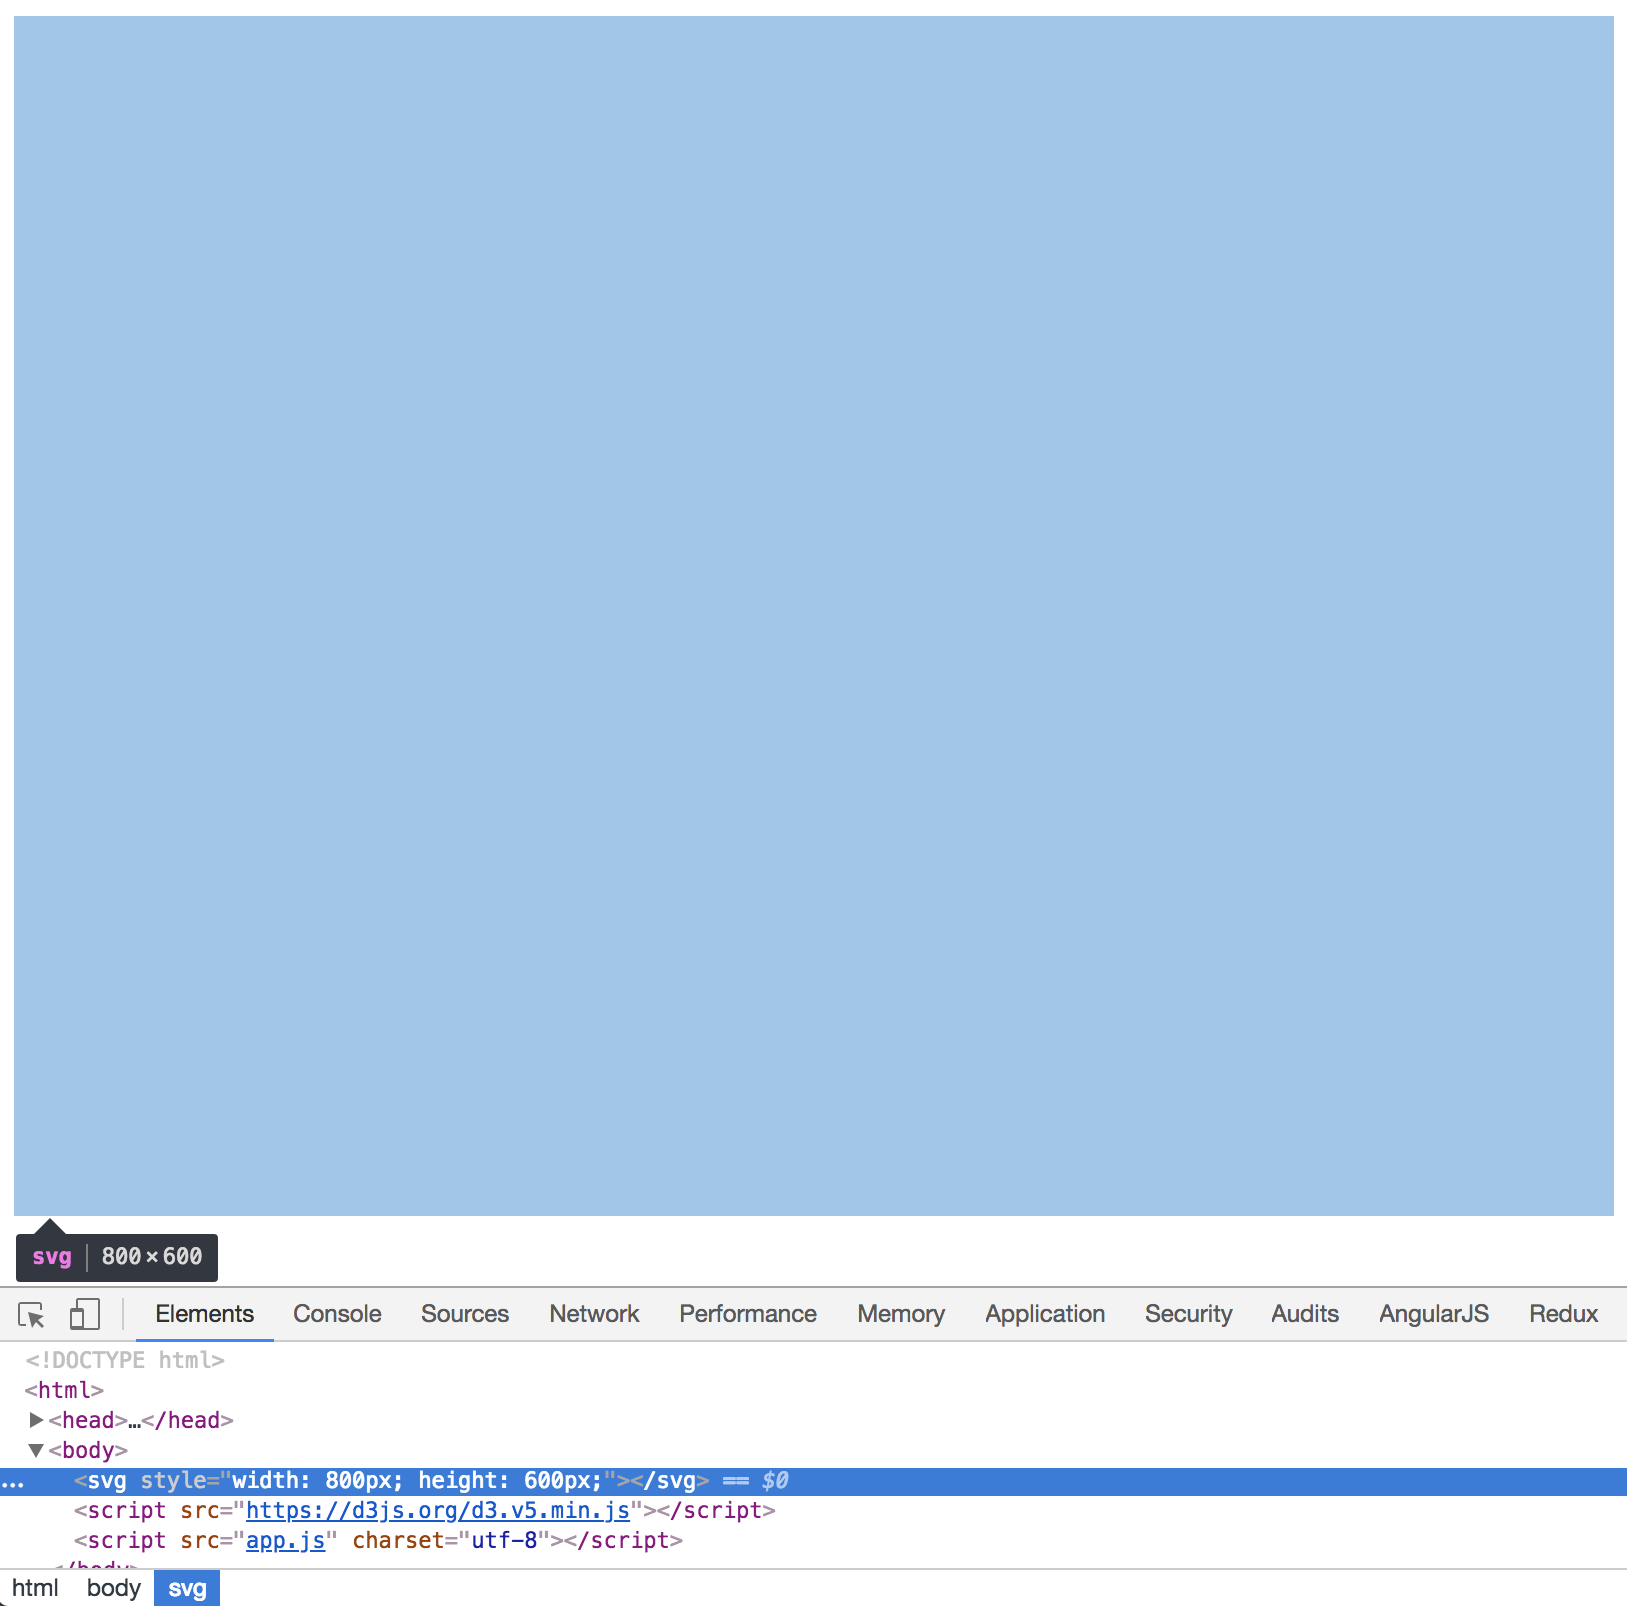 svg 800 × 600
Elements Console Sources Network Performance Memory Application Security Audits AngularJS Redux
<!DOCTYPE html>
<html>
▶<head>…</head>
▼<body>
... <svg style="width: 800px; height: 600px;"></svg> == $0
<script src="https://d3js.org/d3.v5.min.js"></script>
<script src="app.js" charset="utf-8"></script>
</body>
html body svg